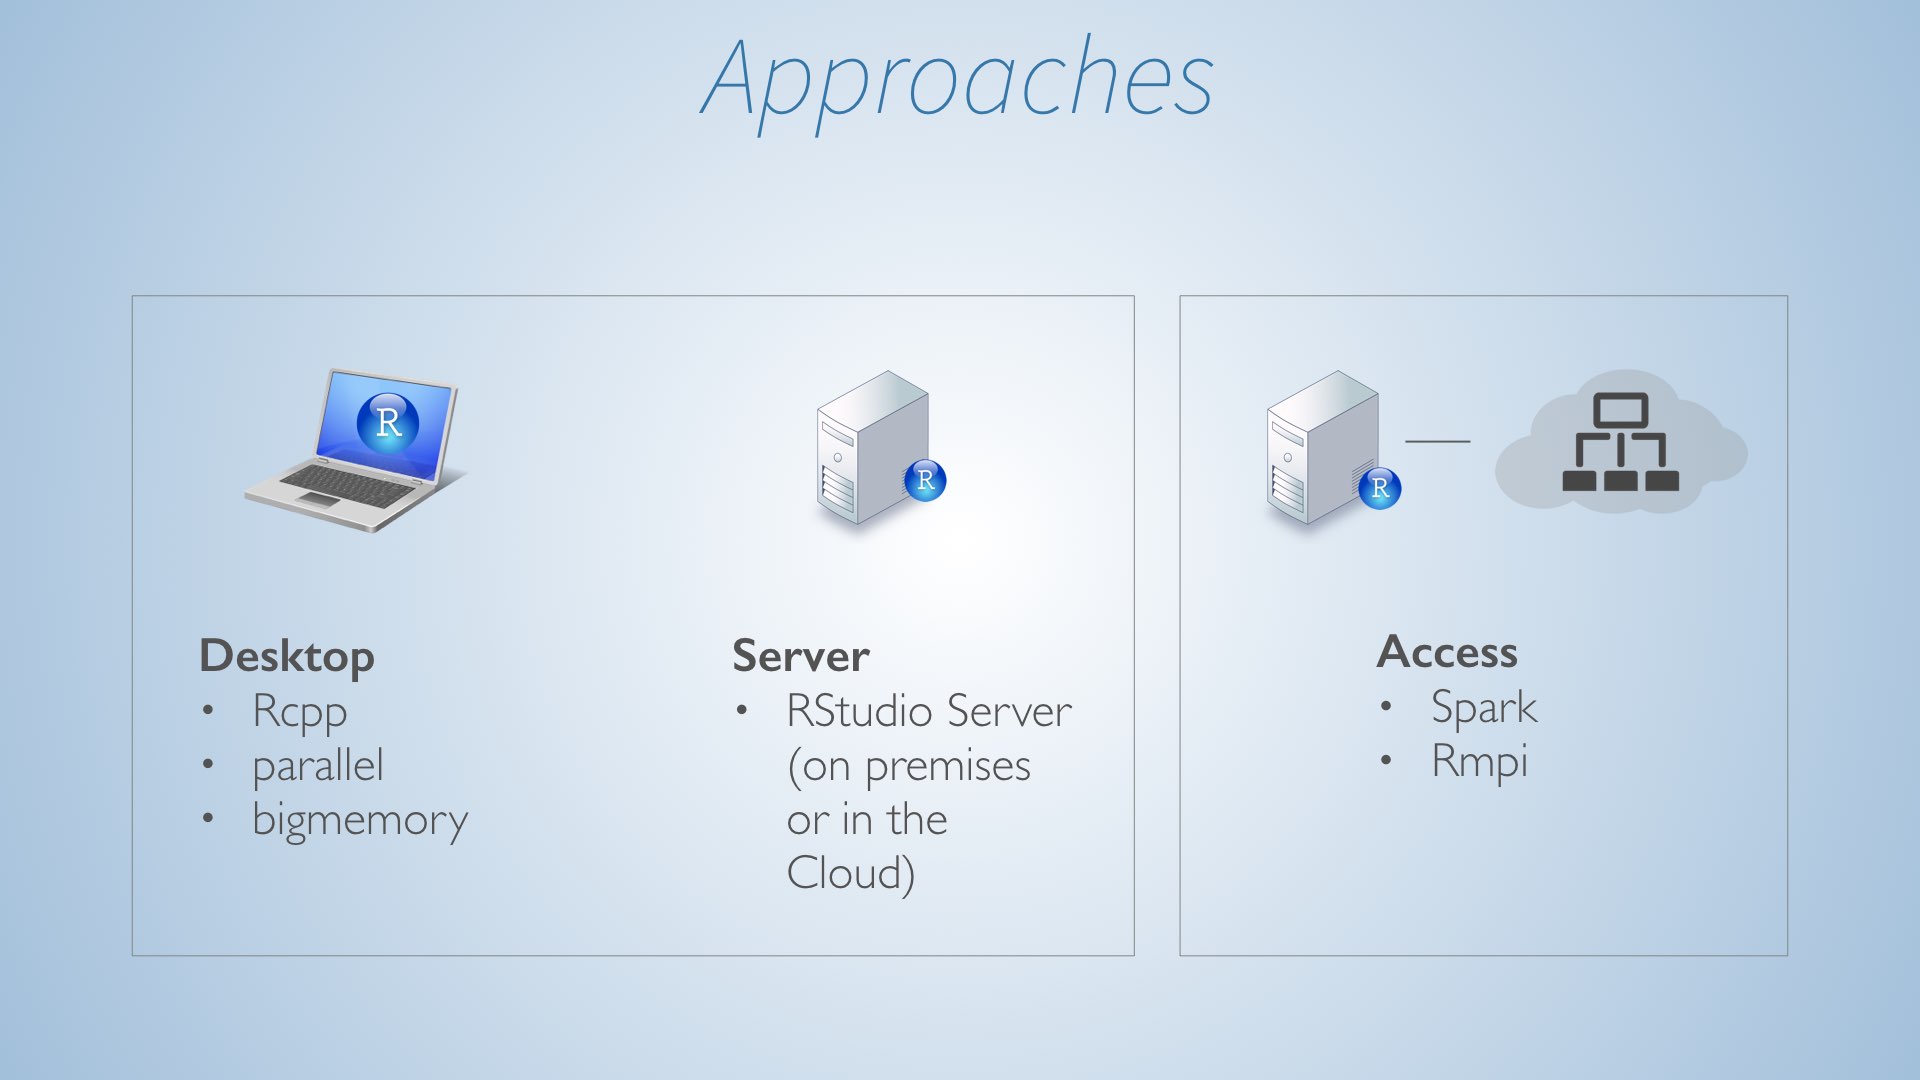 Approaches
R
R
R
Desktop
• Rcpp
• parallel
• bigmemory
Server
• RStudio Server
(on premises
or in the
Cloud)
Access
• Spark
• Rmpi